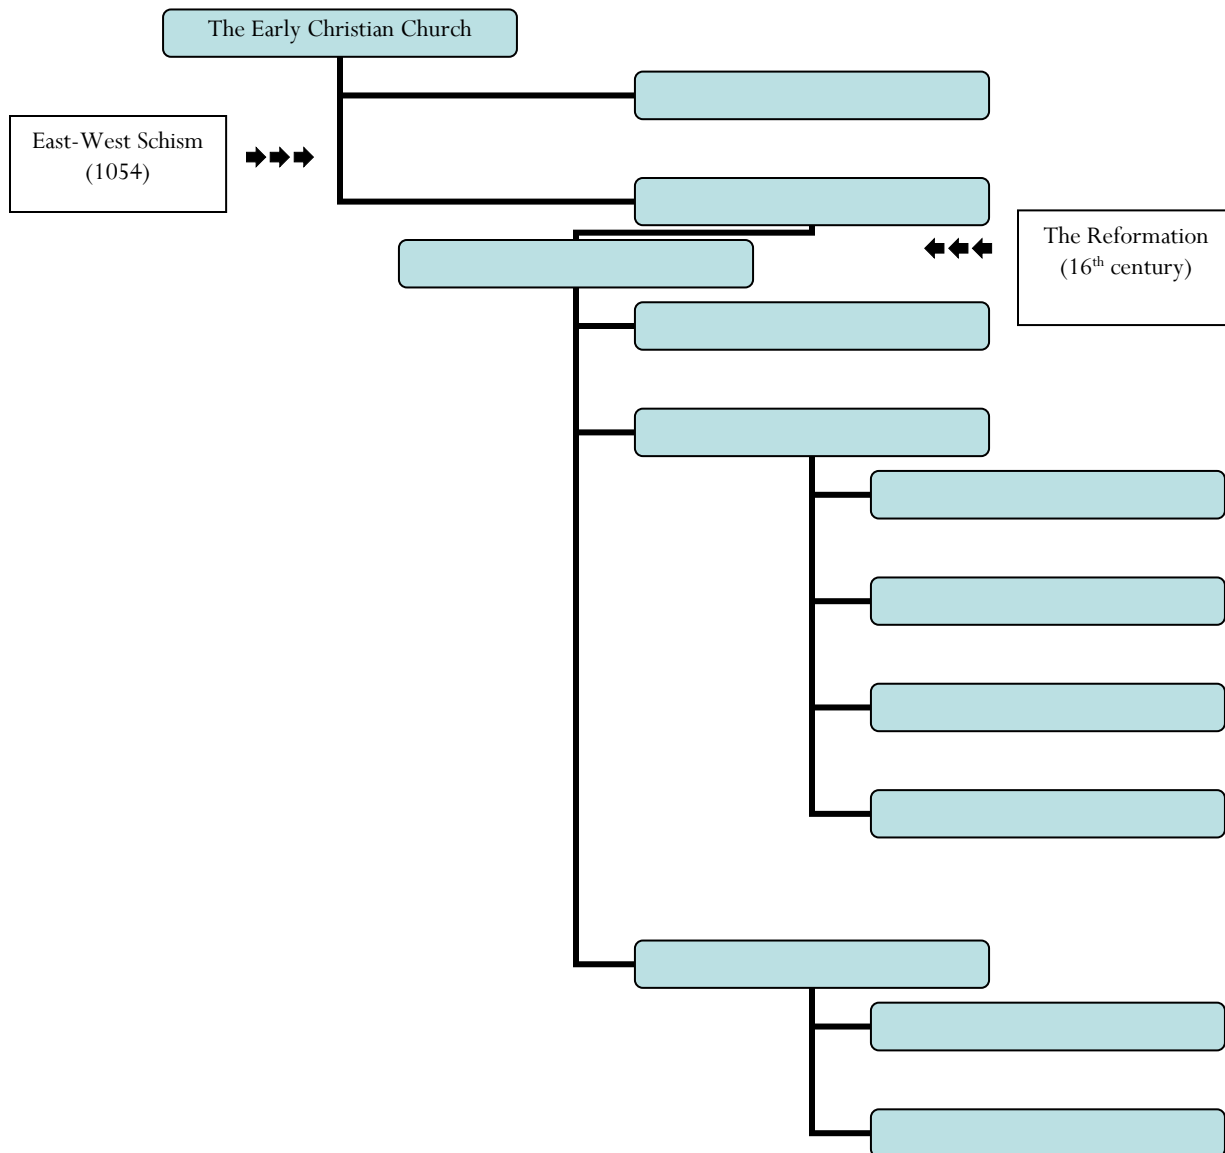 The Early Christian Church
East-West Schism
(1054)
The Reformation
(16th century)